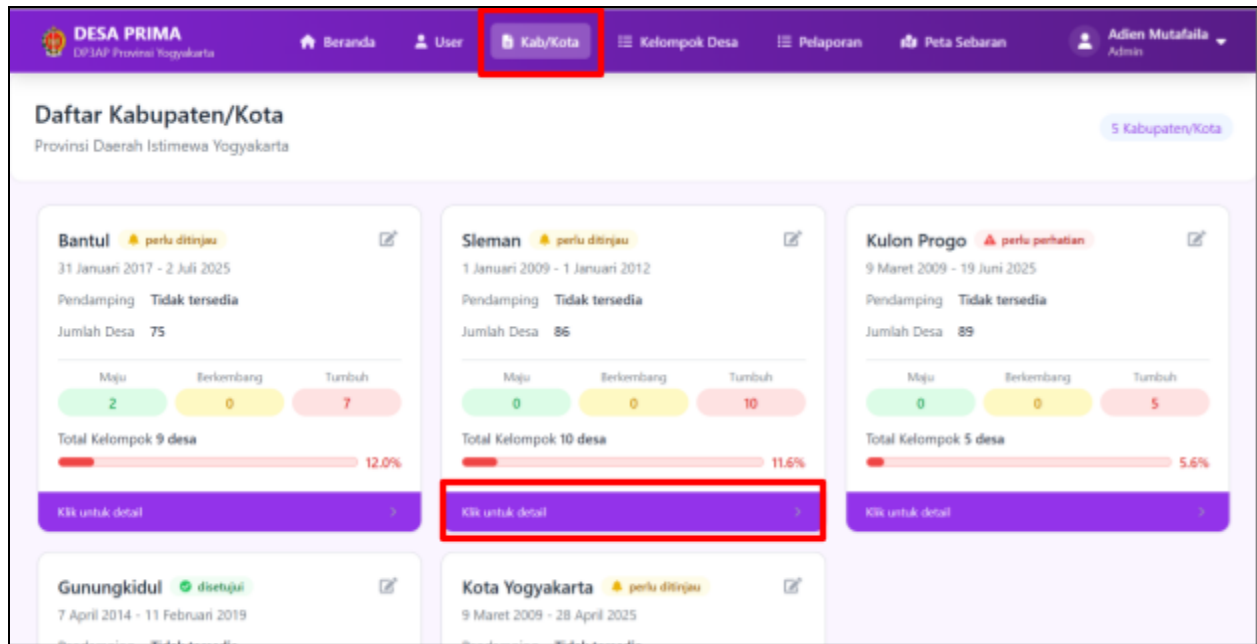 DESA PRIMA
DP3AP Provinsi Yogyakarta
Beranda
User
Kab/Kota
Kelompok Desa
Pelaporan
Peta Sebaran
Adien Mutafaila
Admin
Daftar Kabupaten/Kota
Provinsi Daerah Istimewa Yogyakarta
5 Kabupaten/Kota
Bantul perlu ditinjau
31 Januari 2017 - 2 Juli 2025
Pendamping Tidak tersedia
Jumlah Desa 75
Maju Berkembang Tumbuh
2 0 7
Total Kelompok 9 desa
12.0%
Klik untuk detail
Sleman perlu ditinjau
1 Januari 2009 - 1 Januari 2012
Pendamping Tidak tersedia
Jumlah Desa 86
Maju Berkembang Tumbuh
0 0 10
Total Kelompok 10 desa
11.6%
Klik untuk detail
Kulon Progo perlu perhatian
9 Maret 2009 - 19 Juni 2025
Pendamping Tidak tersedia
Jumlah Desa 89
Maju Berkembang Tumbuh
0 0 5
Total Kelompok 5 desa
5.6%
Klik untuk detail
Gunungkidul disetujui
7 April 2014 - 11 Februari 2019
Kota Yogyakarta perlu ditinjau
9 Maret 2009 - 28 April 2025